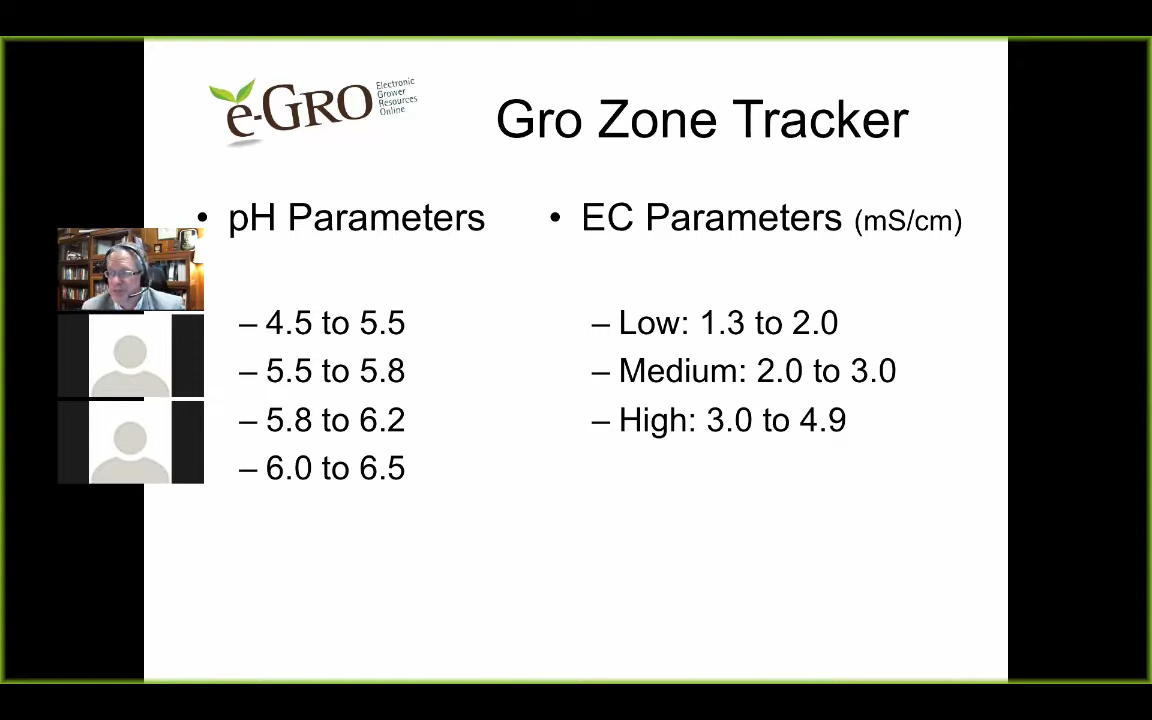 e-GRO
Electronic
Grower
Resources
Online
Gro Zone Tracker
• pH Parameters
– 4.5 to 5.5
– 5.5 to 5.8
– 5.8 to 6.2
– 6.0 to 6.5
• EC Parameters (mS/cm)
– Low: 1.3 to 2.0
– Medium: 2.0 to 3.0
– High: 3.0 to 4.9